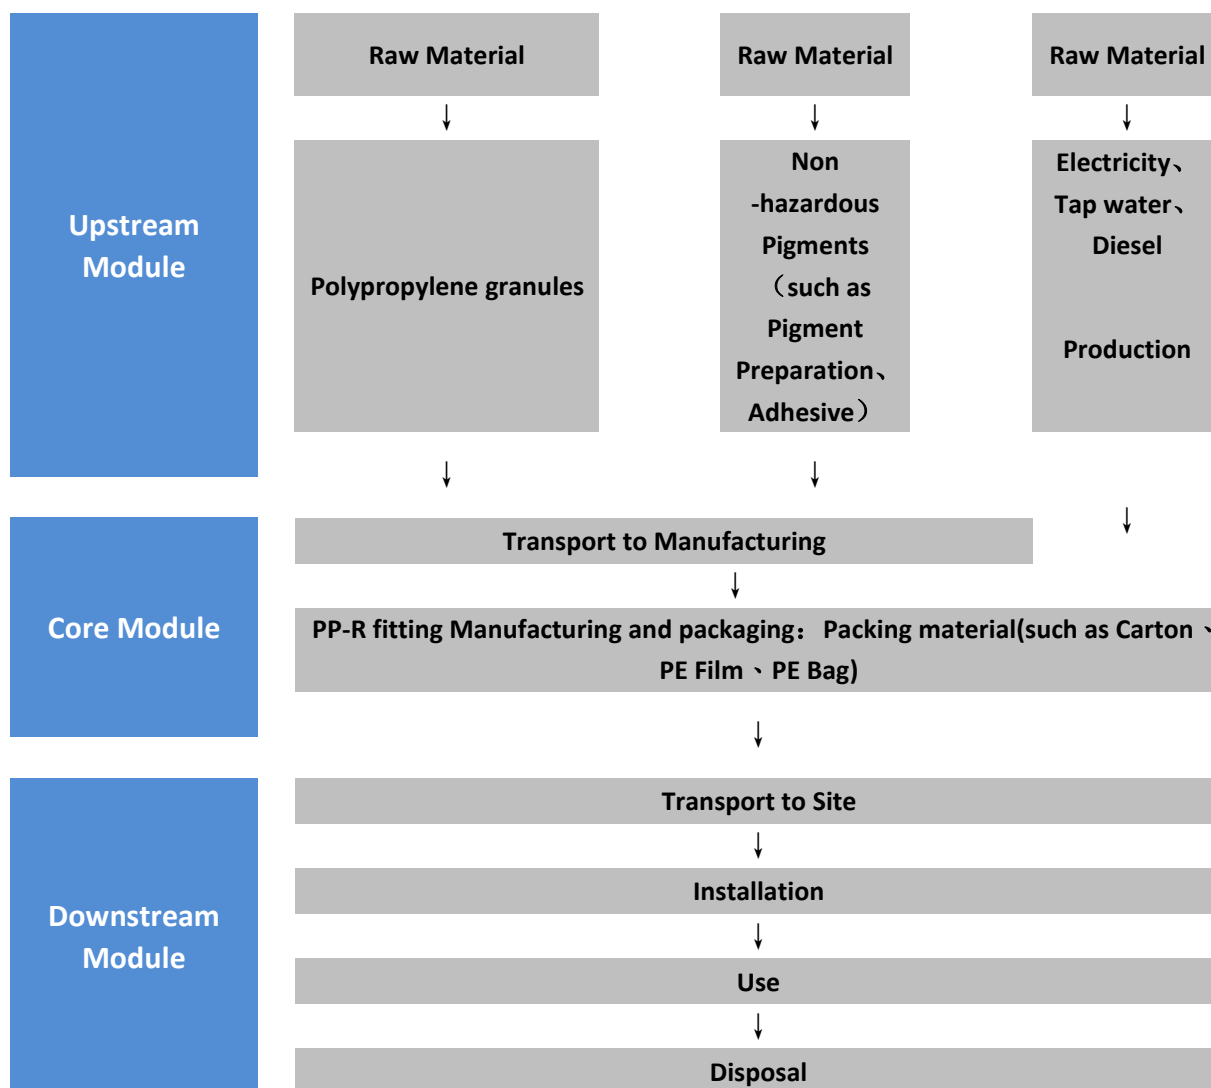 Upstream
Module
Raw Material
Raw Material
Raw Material
↓
↓
↓
Polypropylene granules
Non
-hazardous
Pigments
（such as
Pigment
Preparation、
Adhesive）
Electricity、
Tap water、
Diesel
Production
↓
↓
↓
Core Module
Transport to Manufacturing
↓
PP-R fitting Manufacturing and packaging：Packing material(such as Carton、
PE Film、PE Bag)
↓
Downstream
Module
Transport to Site
↓
Installation
↓
Use
↓
Disposal